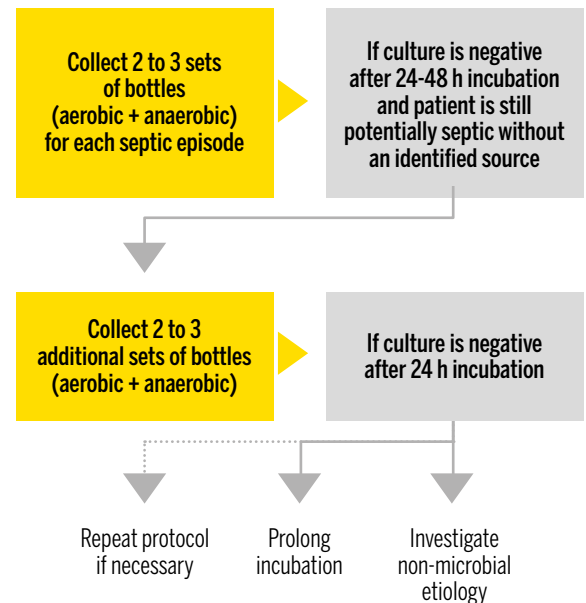 Collect 2 to 3 sets
of bottles
(aerobic + anaerobic)
for each septic episode
If culture is negative
after 24-48 h incubation
and patient is still
potentially septic without
an identified source
Collect 2 to 3
additional sets of bottles
(aerobic + anaerobic)
If culture is negative
after 24 h incubation
Repeat protocol
if necessary
Prolong
incubation
Investigate
non-microbial
etiology